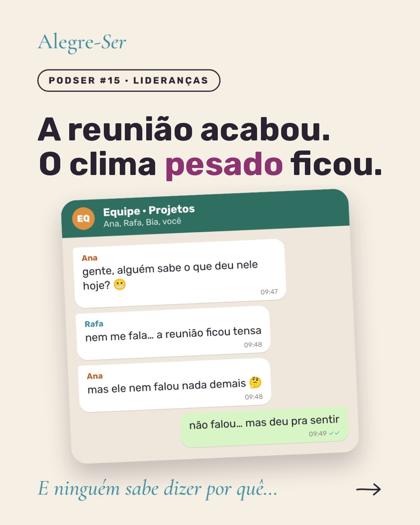 Alegre-Ser
PODSER #15 • LIDERANÇAS
A reunião acabou.
O clima pesado ficou.
EQ
Equipe • Projetos
Ana, Rafa, Bia, você
Ana
gente, alguém sabe o que deu nele
hoje? 😬
09:47
Rafa
nem me fala... a reunião ficou tensa
09:48
Ana
mas ele nem falou nada demais 🤔
09:48
não falou... mas deu pra sentir
09:49 ✓✓
E ninguém sabe dizer por quê...
→